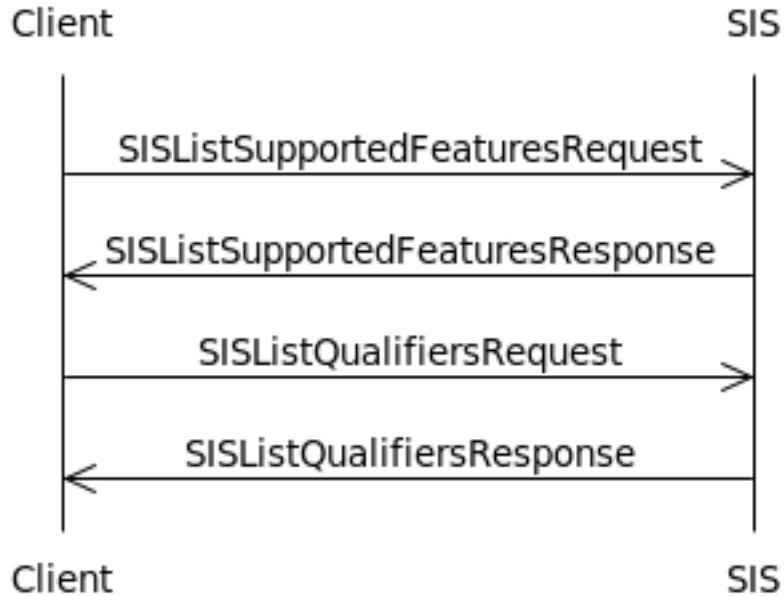 Client SIS
SISListSupportedFeaturesRequest
SISListSupportedFeaturesResponse
SISListQualifiersRequest
SISListQualifiersResponse
Client SIS